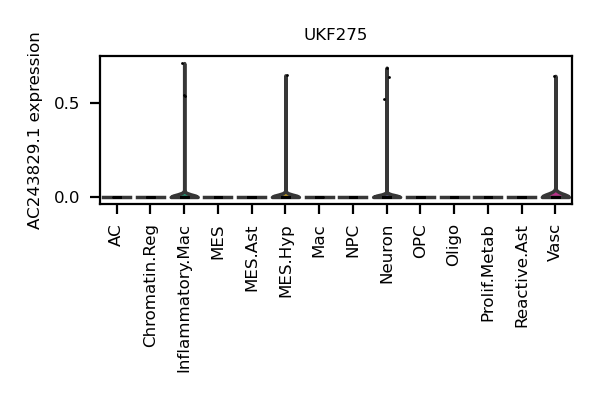 UKF275
AC243829.1 expression
0.5
0.0
AC
Chromatin.Reg
Inflammatory.Mac
MES
MES.Ast
MES.Hyp
Mac
NPC
Neuron
OPC
Oligo
Prolif.Metab
Reactive.Ast
Vasc